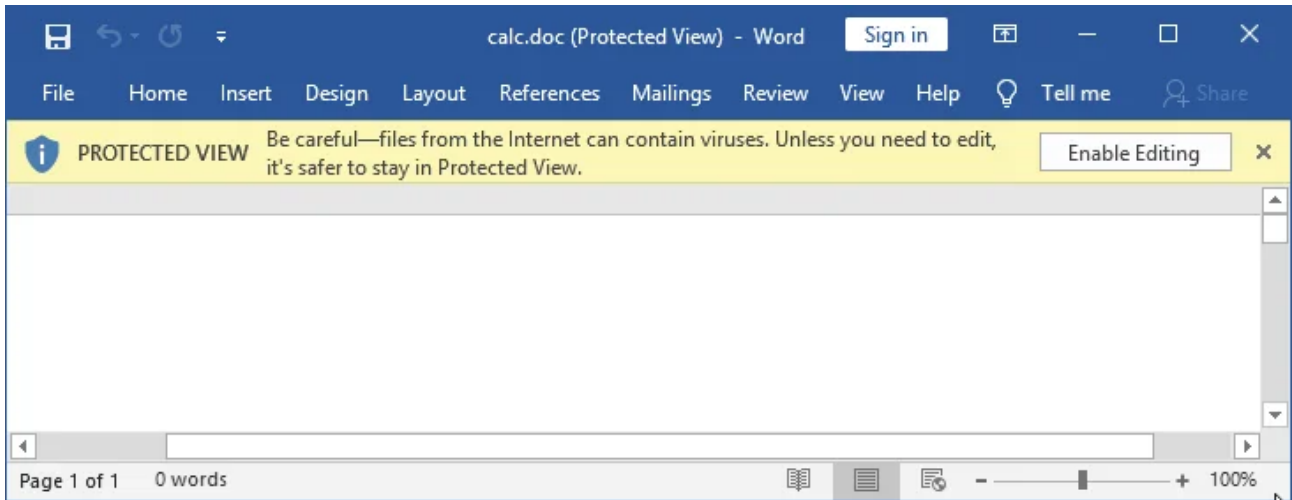 calc.doc (Protected View) - Word Sign in
File Home Insert Design Layout References Mailings Review View Help Tell me Share
PROTECTED VIEW Be careful—files from the Internet can contain viruses. Unless you need to edit,
it's safer to stay in Protected View.
Enable Editing
Page 1 of 1 0 words 100%